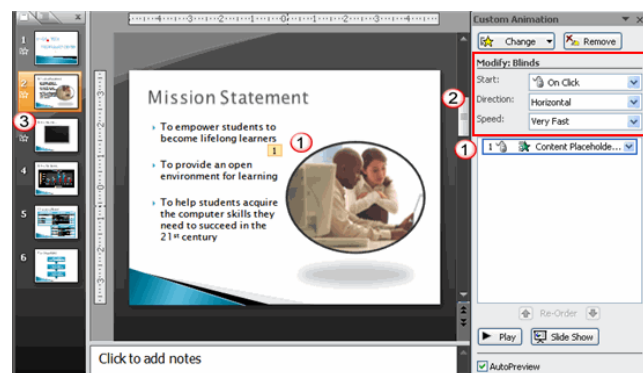 Custom Animation
Change
Remove
Modify: Blinds
Start:
On Click
Direction:
Horizontal
Speed:
Very Fast
1
1 Content Placeholde...
Re-Order
Play
Slide Show
AutoPreview
1
2
3
4
5
6
3
2
Mission Statement
To empower students to
become lifelong learners
1
1
To provide an open
environment for learning
To help students acquire
the computer skills they
need to succeed in the
21st century
Click to add notes